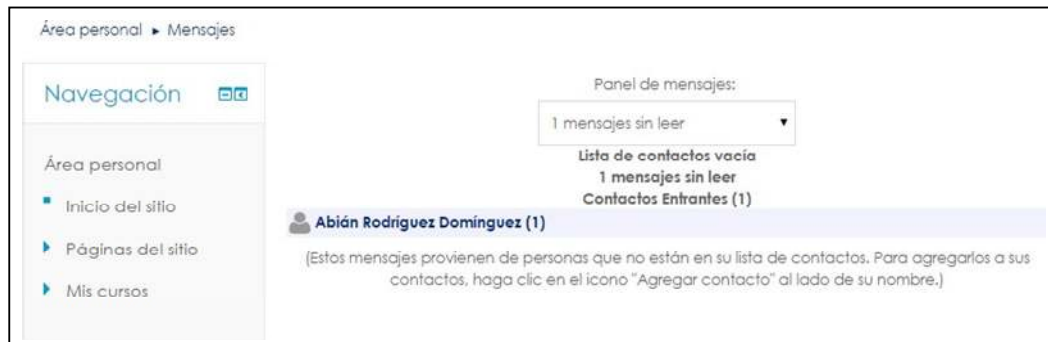 Área personal ▸ Mensajes
Navegación
Área personal
Inicio del sitio
Páginas del sitio
Mis cursos
Panel de mensajes:
1 mensajes sin leer
Lista de contactos vacía
1 mensajes sin leer
Contactos Entrantes (1)
Abián Rodríguez Domínguez (1)
(Estos mensajes provienen de personas que no están en su lista de contactos. Para agregarlos a sus
contactos, haga clic en el icono "Agregar contacto" al lado de su nombre.)